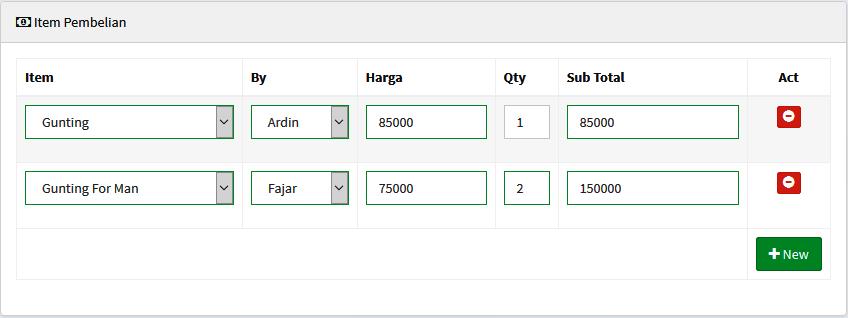 Item Pembelian
Item By Harga Qty Sub Total Act
Gunting Ardin 85000 1 85000
Gunting For Man Fajar 75000 2 150000
New